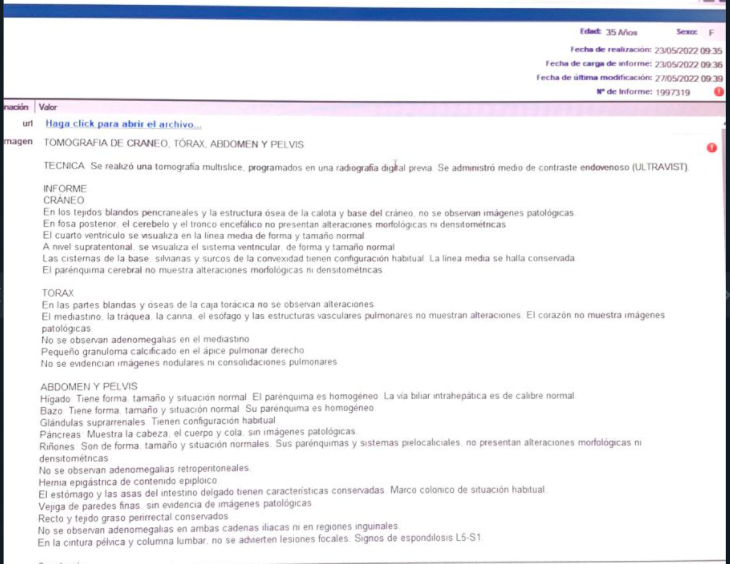 Edad: 35 Años Sexo: F
Fecha de realización: 23/05/2022 09:35
Fecha de carga de informe: 23/05/2022 09:36
Fecha de última modificación: 27/05/2022 09:39
Nº de Informe: 1997319
nación Valor
url Haga click para abrir el archivo...
magen TOMOGRAFIA DE CRANEO, TÓRAX, ABDOMEN Y PELVIS
TECNICA Se realizó una tomografía multislice, programados en una radiografía digital previa. Se administró medio de contraste endovenoso (ULTRAVIST).
INFORME
CRÁNEO
En los tejidos blandos pericraneales y la estructura ósea de la calota y base del cráneo, no se observan imágenes patológicas
En fosa posterior, el cerebelo y el tronco encefálico no presentan alteraciones morfológicas ni densitométricas
El cuarto ventrículo se visualiza en la línea media de forma y tamaño normal
A nivel supratentorial, se visualiza el sistema ventricular, de forma y tamaño normal
Las cisternas de la base, silvianas y surcos de la convexidad tienen configuración habitual. La línea media se halla conservada
El parénquima cerebral no muestra alteraciones morfológicas ni densitométricas
TORAX
En las partes blandas y óseas de la caja torácica no se observan alteraciones
El mediastino, la tráquea, la carina, el esófago y las estructuras vasculares pulmonares no muestran alteraciones. El corazón no muestra imágenes
patológicas
No se observan adenomegalias en el mediastino
Pequeño granuloma calcificado en el ápice pulmonar derecho
No se evidencian imágenes nodulares ni consolidaciones pulmonares
ABDOMEN Y PELVIS
Hígado Tiene forma, tamaño y situación normal. El parénquima es homogéneo. La vía biliar intrahepática es de calibre normal
Bazo Tiene forma, tamaño y situación normal. Su parénquima es homogéneo
Glándulas suprarrenales Tienen configuración habitual
Páncreas Muestra la cabeza, el cuerpo y cola, sin imágenes patológicas
Riñones Son de forma, tamaño y situación normales. Sus parénquimas y sistemas pielocaliciales, no presentan alteraciones morfológicas ni
densitométricas
No se observan adenomegalias retroperitoneales
Hernia epigástrica de contenido epiploico
El estómago y las asas del intestino delgado tienen características conservadas. Marco colónico de situación habitual
Vejiga de paredes finas, sin evidencia de imágenes patológicas
Recto y tejido graso perirrectal conservados
No se observan adenomegalias en ambas cadenas ilíacas ni en regiones inguinales
En la cintura pélvica y columna lumbar, no se advierten lesiones focales. Signos de espondilosis L5-S1